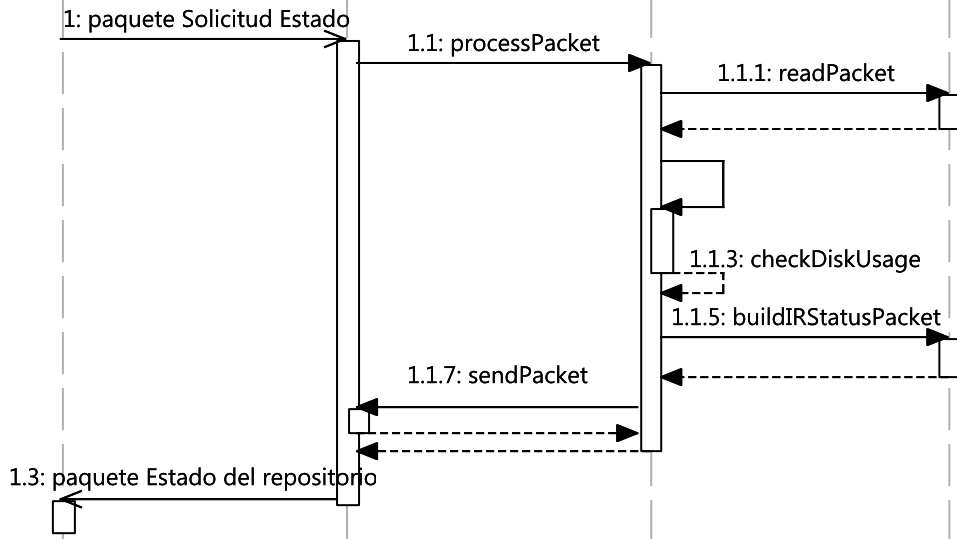 1: paquete Solicitud Estado
1.1: processPacket
1.1.1: readPacket
1.1.3: checkDiskUsage
1.1.5: buildIRStatusPacket
1.1.7: sendPacket
1.3: paquete Estado del repositorio